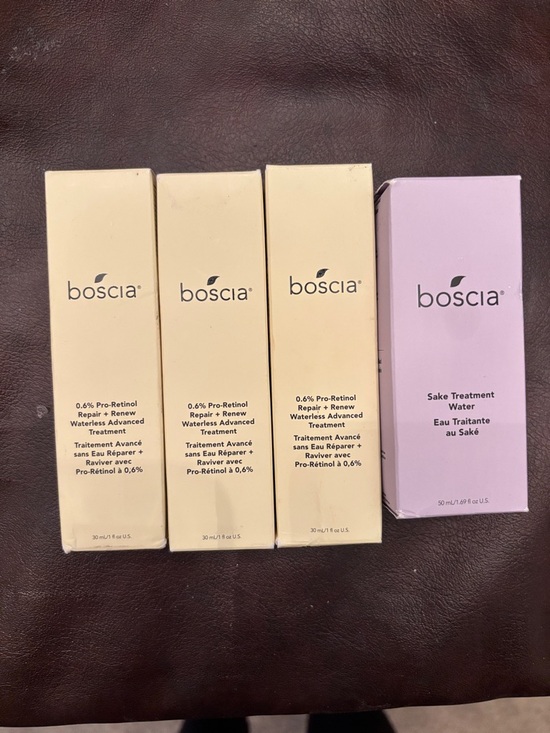 boscia®
0.6% Pro-Retinol
Repair + Renew
Waterless Advanced
Treatment
Traitement Avancé
sans Eau Réparer +
Raviver avec
Pro-Rétinol à 0,6%
30 mL/1 fl oz U.S.
boscia®
0.6% Pro-Retinol
Repair + Renew
Waterless Advanced
Treatment
Traitement Avancé
sans Eau Réparer +
Raviver avec
Pro-Rétinol à 0,6%
30 mL/1 fl oz U.S.
boscia®
0.6% Pro-Retinol
Repair + Renew
Waterless Advanced
Treatment
Traitement Avancé
sans Eau Réparer +
Raviver avec
Pro-Rétinol à 0,6%
30 mL/1 fl oz U.S.
boscia®
Sake Treatment
Water
Eau Traitante
au Saké
50 mL/1.69 fl oz U.S.